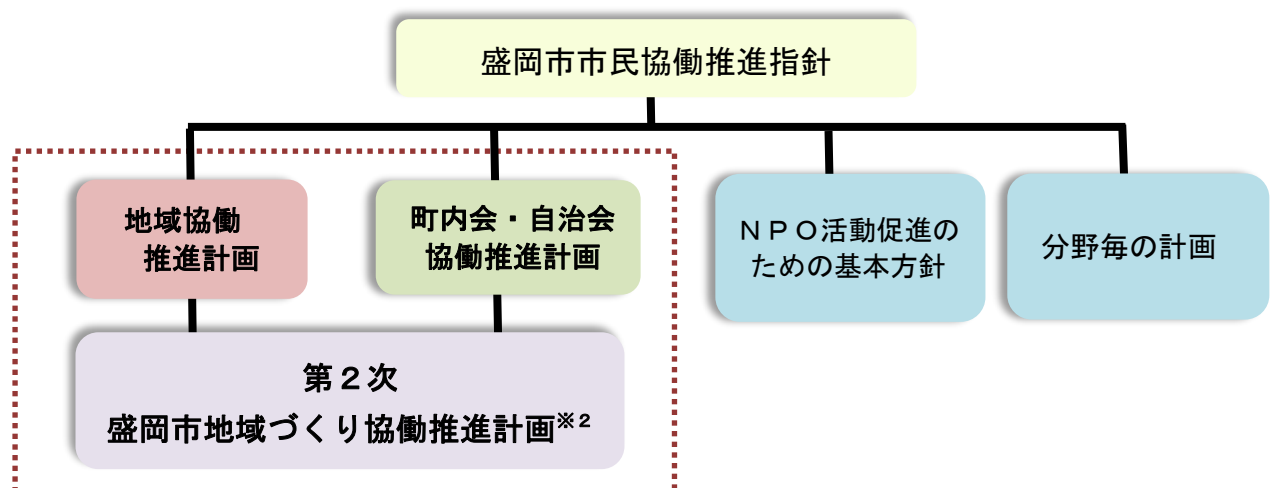 盛岡市市民協働推進指針
地域協働
推進計画
町内会・自治会
協働推進計画
ＮＰＯ活動促進の
ための基本方針
分野毎の計画
第２次
盛岡市地域づくり協働推進計画※2